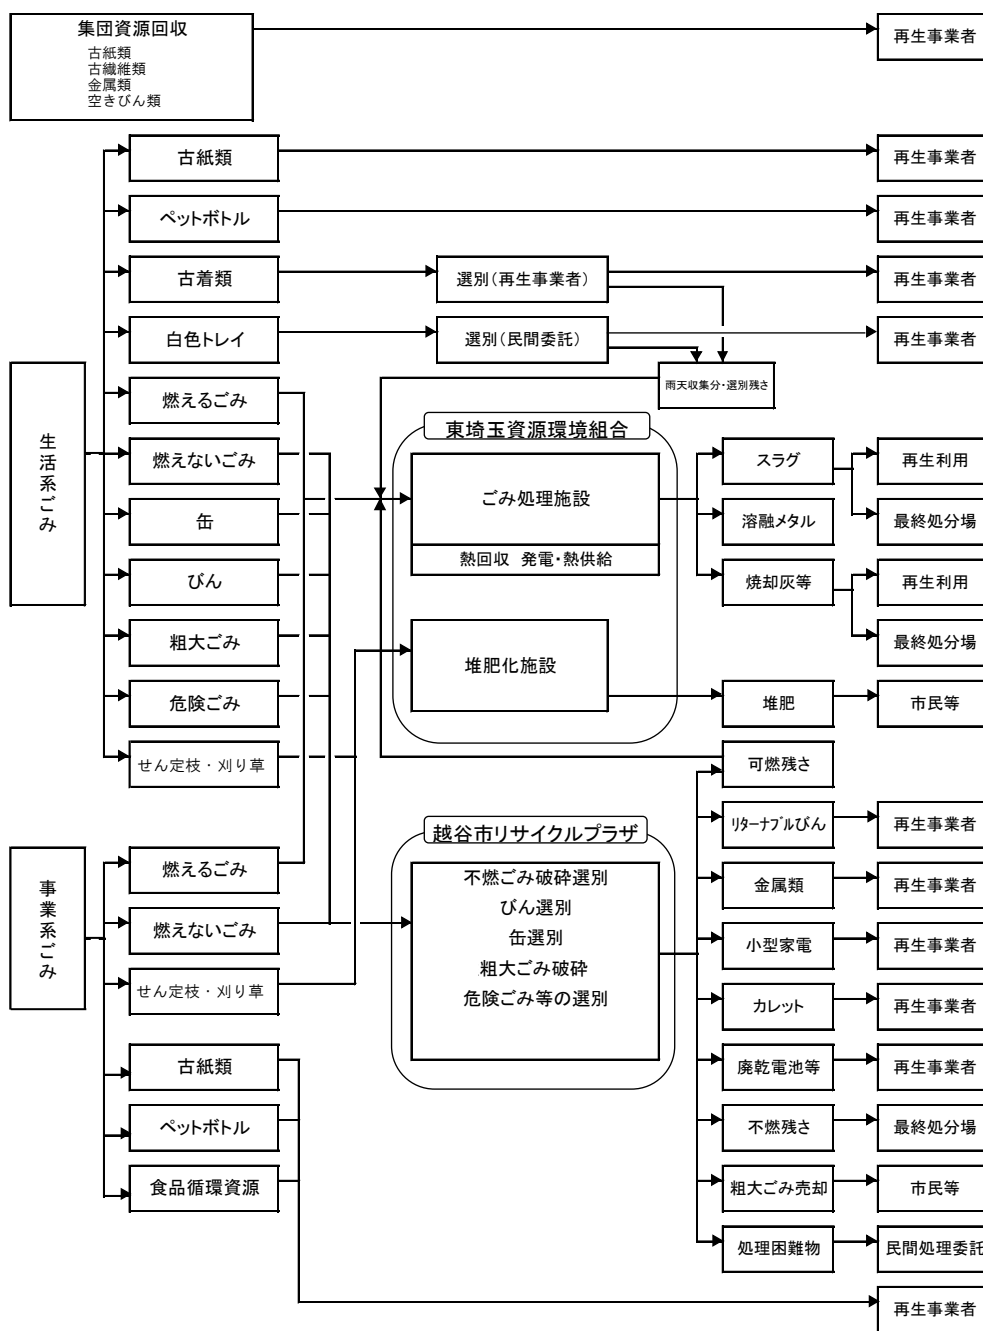 集団資源回収
古紙類
古繊維類
金属類
空きびん類
再生事業者
生活系ごみ
古紙類
再生事業者
ペットボトル
再生事業者
古着類
選別(再生事業者)
再生事業者
白色トレイ
選別(民間委託)
再生事業者
雨天収集分・選別残さ
燃えるごみ
燃えないごみ
缶
びん
粗大ごみ
危険ごみ
せん定枝・刈り草
東埼玉資源環境組合
ごみ処理施設
熱回収 発電・熱供給
堆肥化施設
スラグ
再生利用
最終処分場
溶融メタル
焼却灰等
再生利用
最終処分場
堆肥
市民等
可燃残さ
事業系ごみ
燃えるごみ
燃えないごみ
せん定枝・刈り草
古紙類
ペットボトル
食品循環資源
越谷市リサイクルプラザ
不燃ごみ破砕選別
びん選別
缶選別
粗大ごみ破砕
危険ごみ等の選別
リターナブルびん
再生事業者
金属類
再生事業者
小型家電
再生事業者
カレット
再生事業者
廃乾電池等
再生事業者
不燃残さ
最終処分場
粗大ごみ売却
市民等
処理困難物
民間処理委託
再生事業者